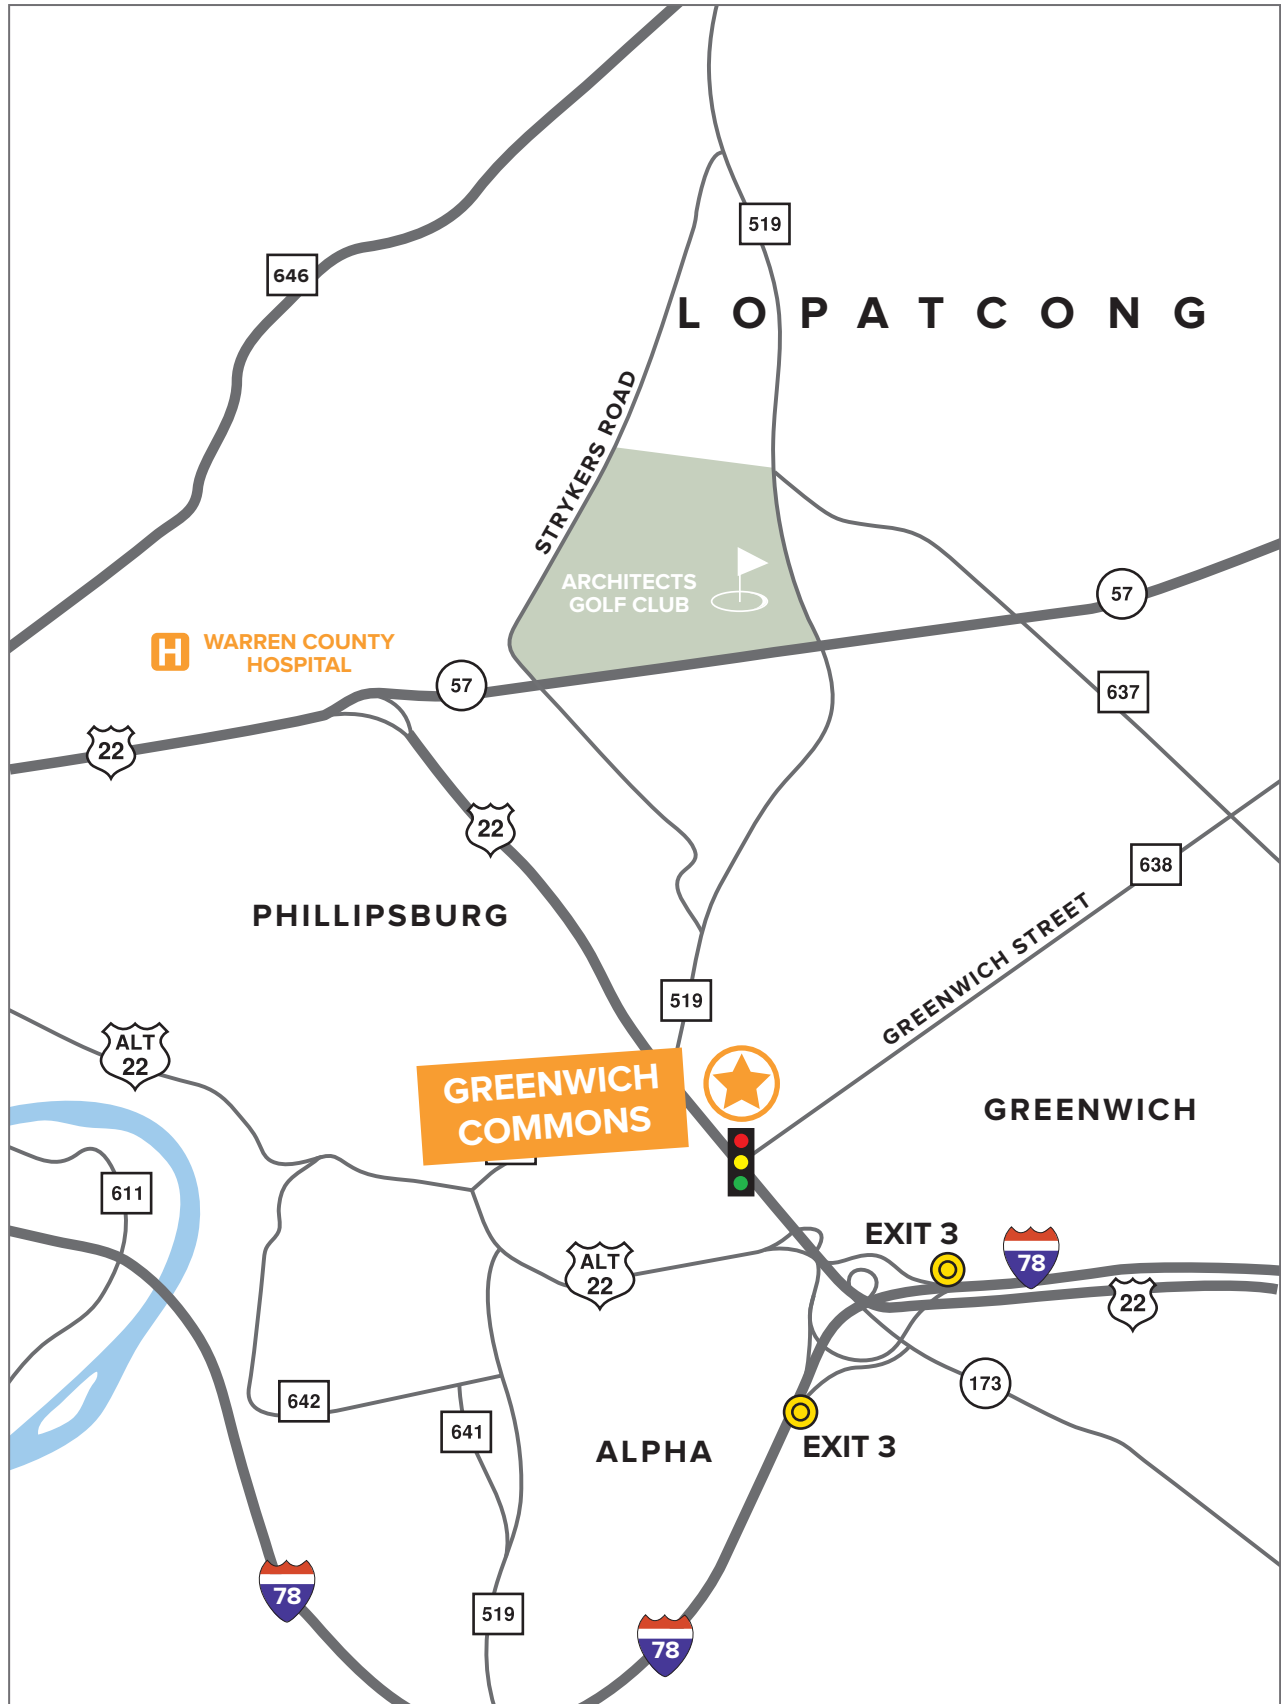 519
646
LOPATCONG
STRYKERS ROAD
ARCHITECTS
GOLF CLUB
57
H
WARREN COUNTY
HOSPITAL
57
637
22
22
638
PHILLIPSBURG
GREENWICH STREET
519
ALT
22
GREENWICH
COMMONS
GREENWICH
611
EXIT 3
78
ALT
22
22
173
642
641
ALPHA
EXIT 3
78
519
78